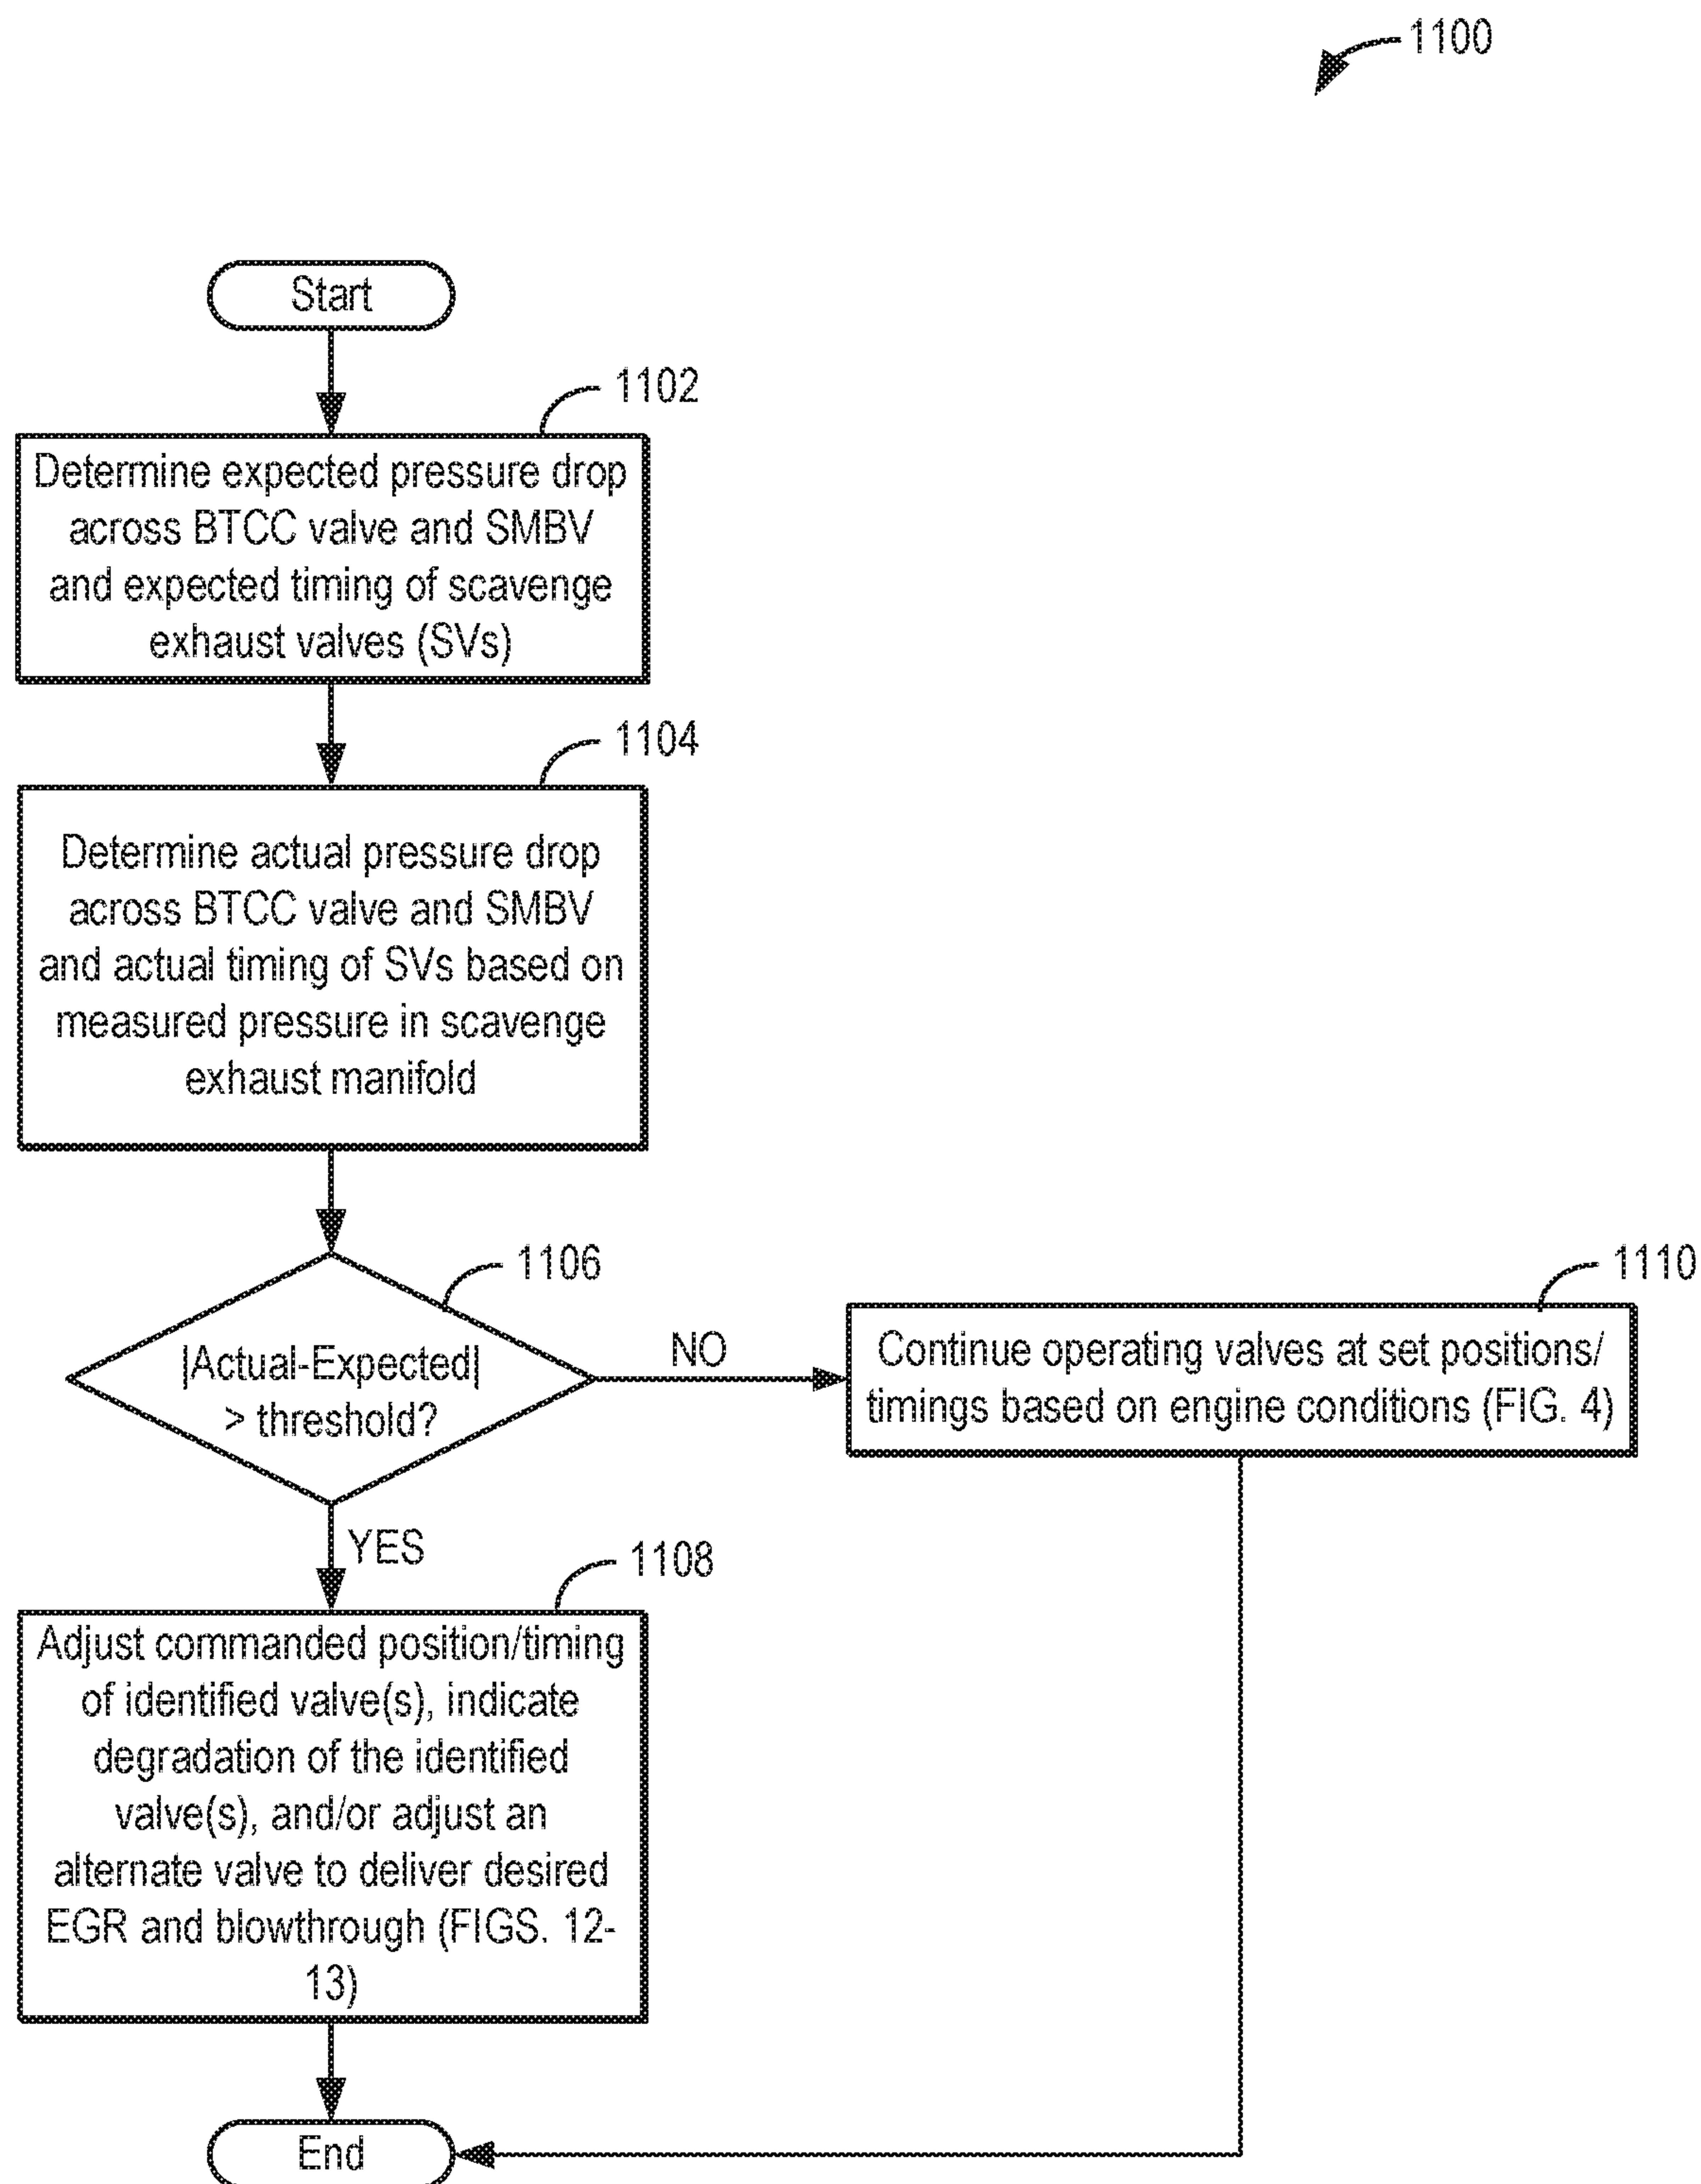 1100
Start
1102
Determine expected pressure drop
across BTCC valve and SMBV
and expected timing of scavenge
exhaust valves (SVs)
1104
Determine actual pressure drop
across BTCC valve and SMBV
and actual timing of SVs based on
measured pressure in scavenge
exhaust manifold
1106
|Actual-Expected|
> threshold?
NO
1110
Continue operating valves at set positions/
timings based on engine conditions (FIG. 4)
YES
1108
Adjust commanded position/timing
of identified valve(s), indicate
degradation of the identified
valve(s), and/or adjust an
alternate valve to deliver desired
EGR and blowthrough (FIGS. 12-
13)
End